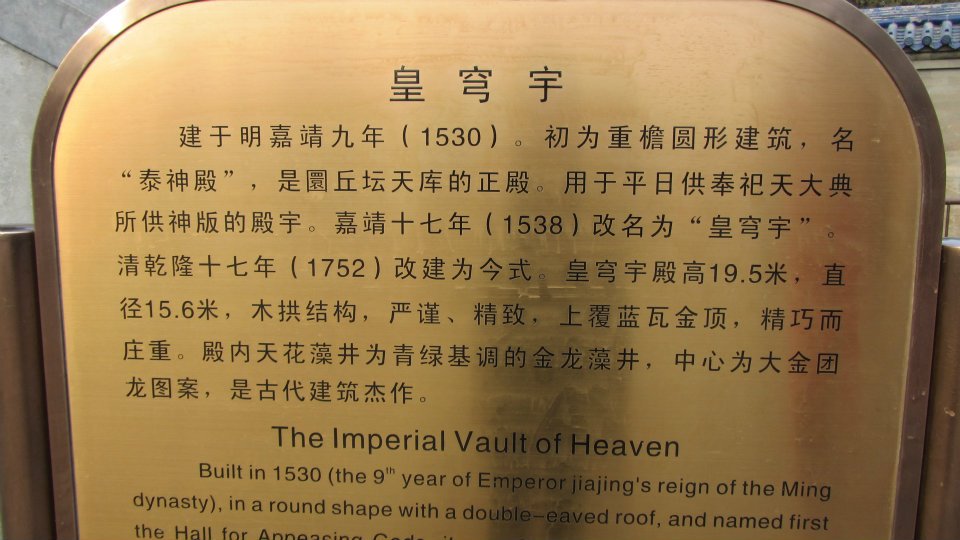 皇穹宇
建于明嘉靖九年（1530）。初为重檐圆形建筑，名
“泰神殿”，是圜丘坛天库的正殿。用于平日供奉祀天大典
所供神版的殿宇。嘉靖十七年（1538）改名为“皇穹宇”。
清乾隆十七年（1752）改建为今式。皇穹宇殿高19.5米，直
径15.6米，木拱结构，严谨、精致，上覆蓝瓦金顶，精巧而
庄重。殿内天花藻井为青绿基调的金龙藻井，中心为大金团
龙图案，是古代建筑杰作。
The Imperial Vault of Heaven
Built in 1530 (the 9th year of Emperor jiajing's reign of the Ming
dynasty), in a round shape with a double-eaved roof, and named first
the Hall for Appeasing Gods,